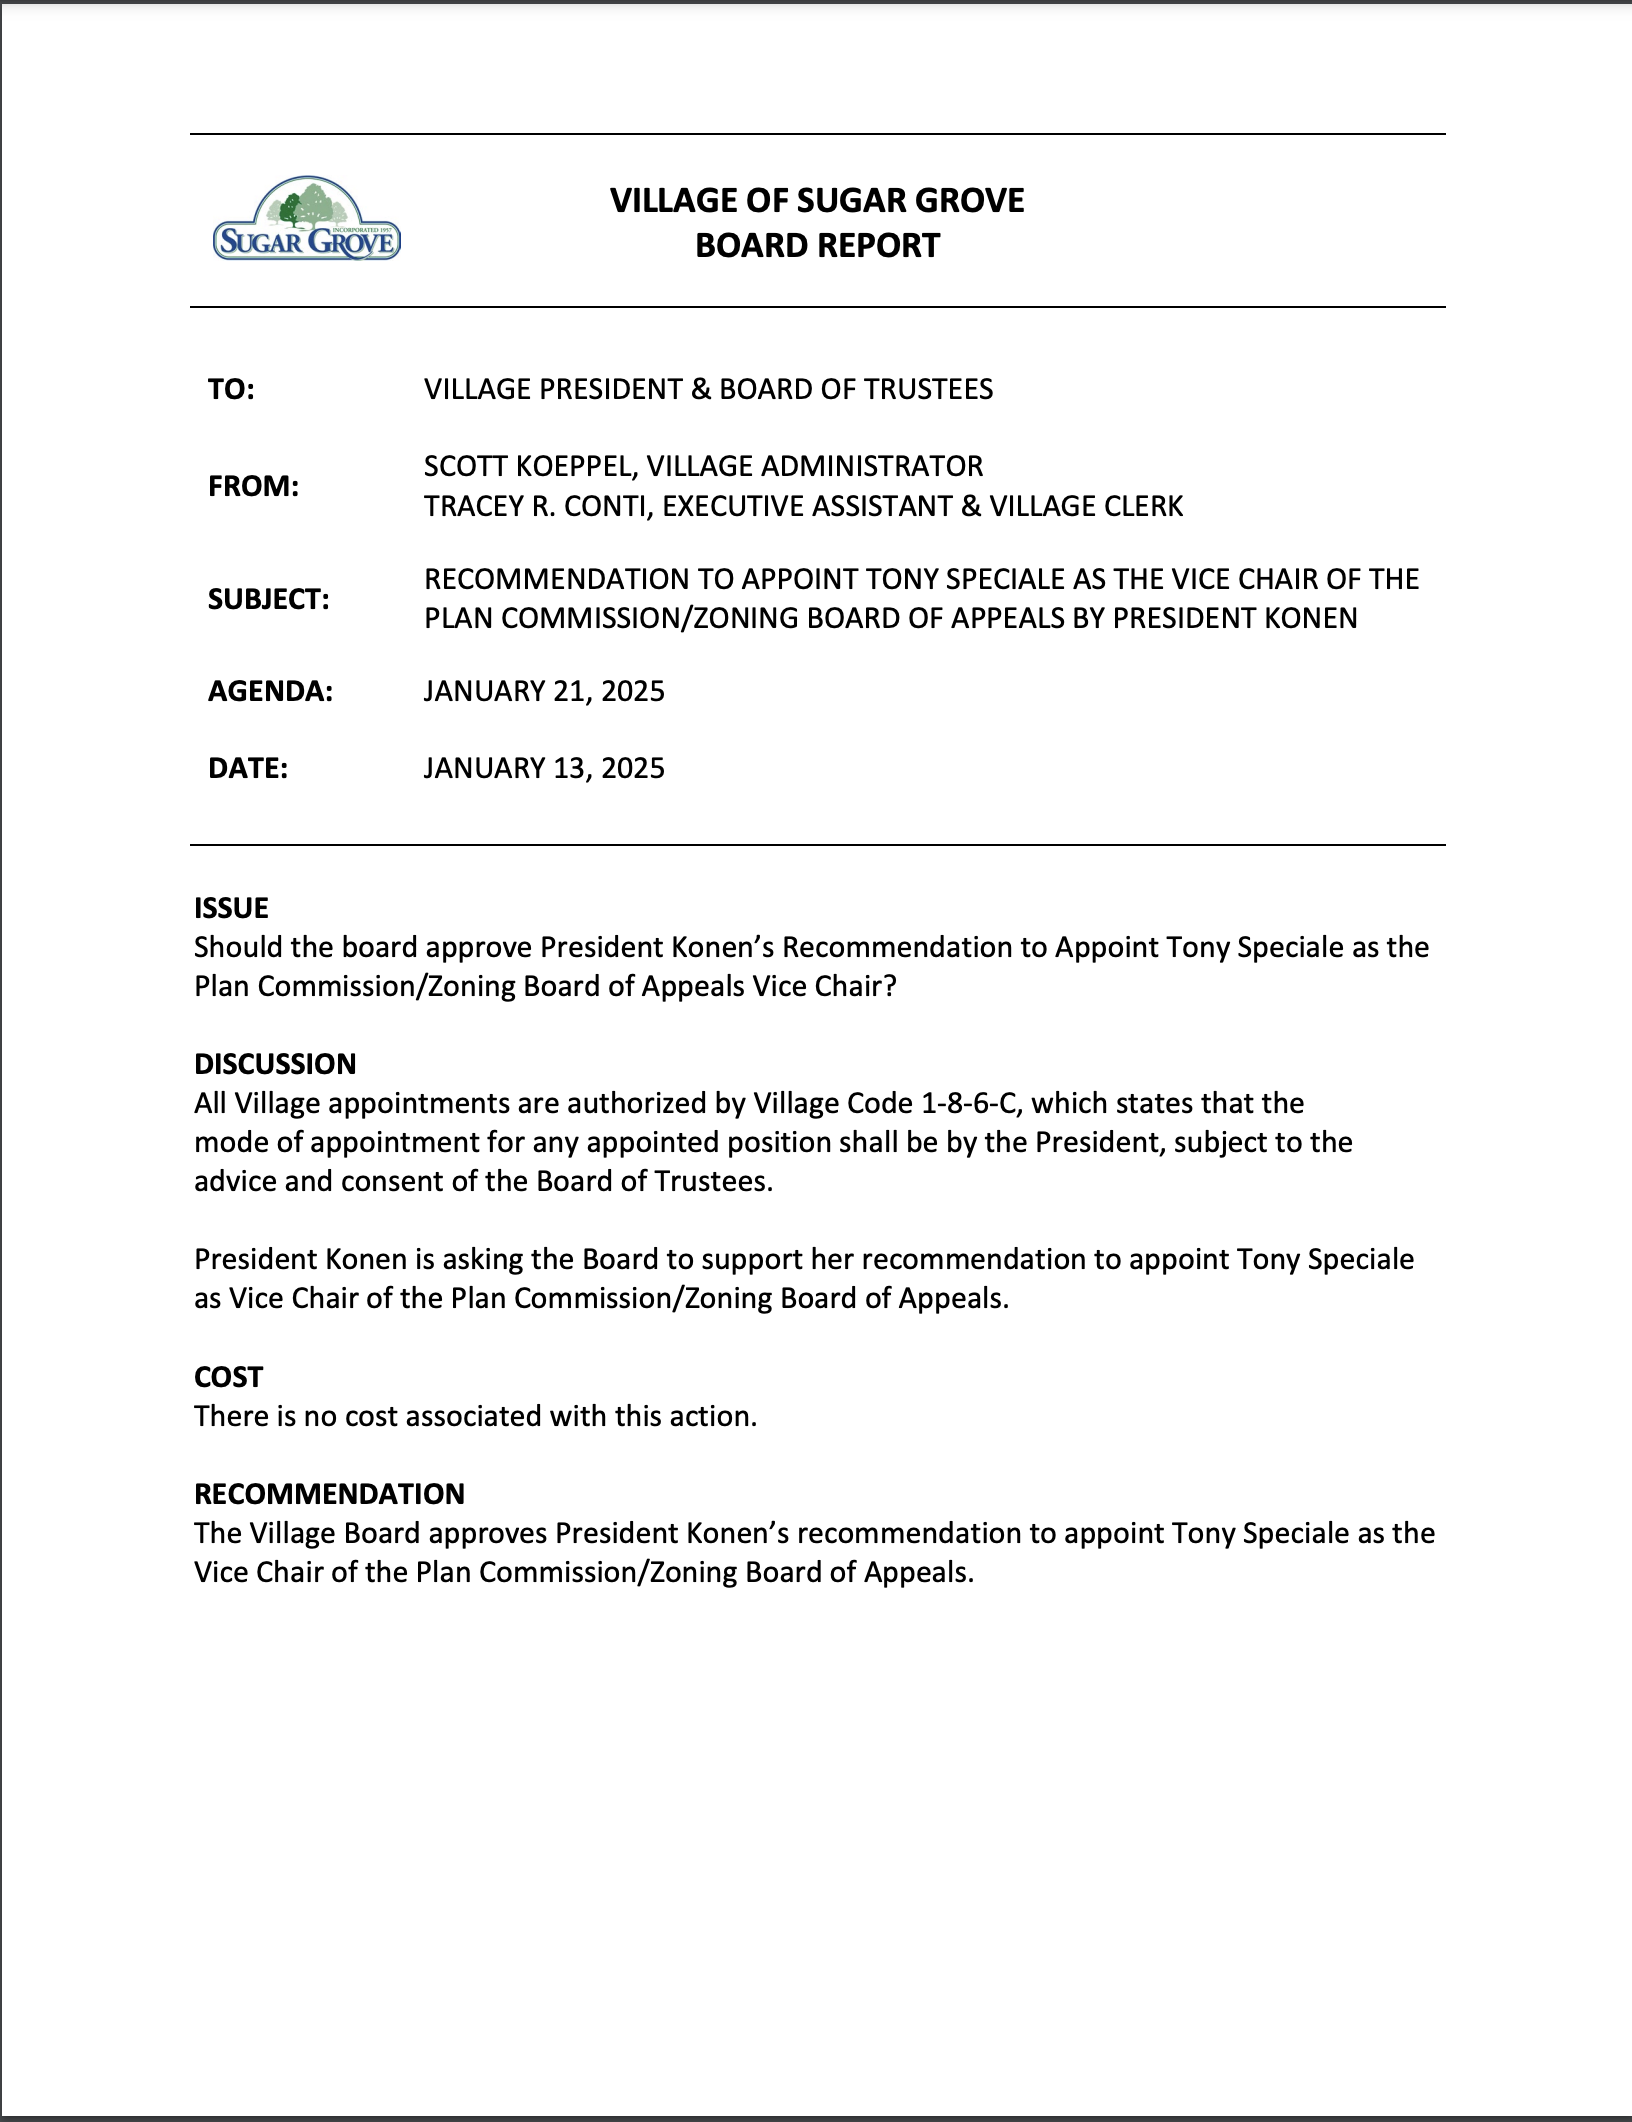 INCORPORATED 1957
SUGAR GROVE
VILLAGE OF SUGAR GROVE
BOARD REPORT
TO: VILLAGE PRESIDENT & BOARD OF TRUSTEES
FROM: SCOTT KOEPPEL, VILLAGE ADMINISTRATOR
TRACEY R. CONTI, EXECUTIVE ASSISTANT & VILLAGE CLERK
SUBJECT: RECOMMENDATION TO APPOINT TONY SPECIALE AS THE VICE CHAIR OF THE
PLAN COMMISSION/ZONING BOARD OF APPEALS BY PRESIDENT KONEN
AGENDA: JANUARY 21, 2025
DATE: JANUARY 13, 2025
ISSUE
Should the board approve President Konen’s Recommendation to Appoint Tony Speciale as the
Plan Commission/Zoning Board of Appeals Vice Chair?
DISCUSSION
All Village appointments are authorized by Village Code 1-8-6-C, which states that the
mode of appointment for any appointed position shall be by the President, subject to the
advice and consent of the Board of Trustees.
President Konen is asking the Board to support her recommendation to appoint Tony Speciale
as Vice Chair of the Plan Commission/Zoning Board of Appeals.
COST
There is no cost associated with this action.
RECOMMENDATION
The Village Board approves President Konen’s recommendation to appoint Tony Speciale as the
Vice Chair of the Plan Commission/Zoning Board of Appeals.